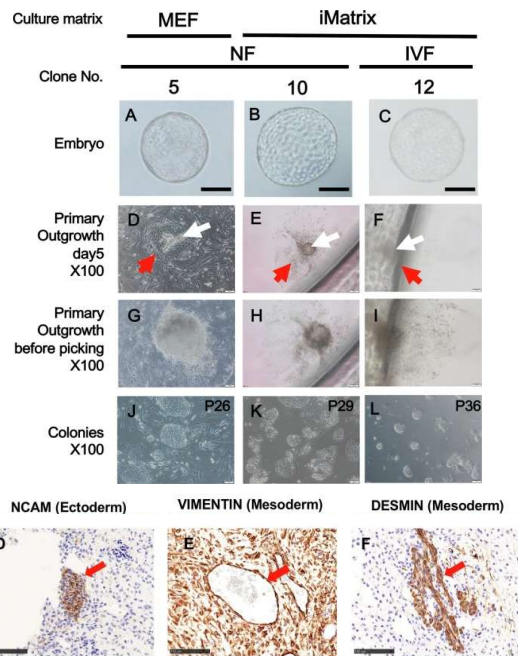 Culture matrix MEF iMatrix
NF IVF
Clone No. 5 10 12
Embryo A B C
Primary Outgrowth day5 X100 D E F
Primary Outgrowth before picking X100 G H I
Colonies X100 J P26 K P29 L P36
NCAM (Ectoderm) VIMENTIN (Mesoderm) DESMIN (Mesoderm)
D E F